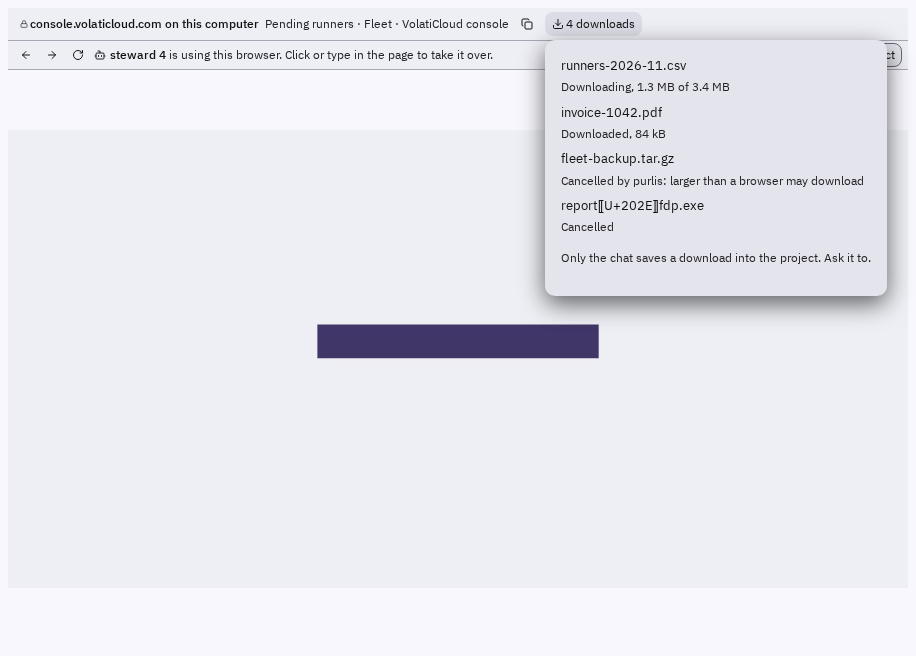 console.volaticloud.com on this computer Pending runners · Fleet · VolatiCloud console 4 downloads
steward 4 is using this browser. Click or type in the page to take it over.
ct
runners-2026-11.csv
Downloading, 1.3 MB of 3.4 MB
invoice-1042.pdf
Downloaded, 84 kB
fleet-backup.tar.gz
Cancelled by purlis: larger than a browser may download
report⟦U+202E⟧fdp.exe
Cancelled
Only the chat saves a download into the project. Ask it to.